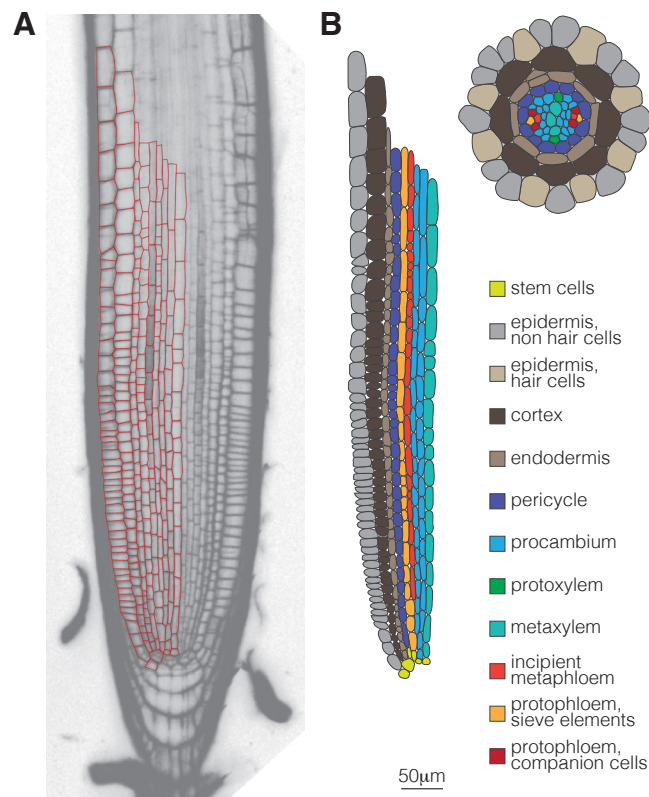 A
B
stem cells
epidermis,
non hair cells
epidermis,
hair cells
cortex
endodermis
pericycle
procambium
protoxylem
metaxylem
incipient
metaphloem
protophloem,
sieve elements
protophloem,
companion cells
50µm